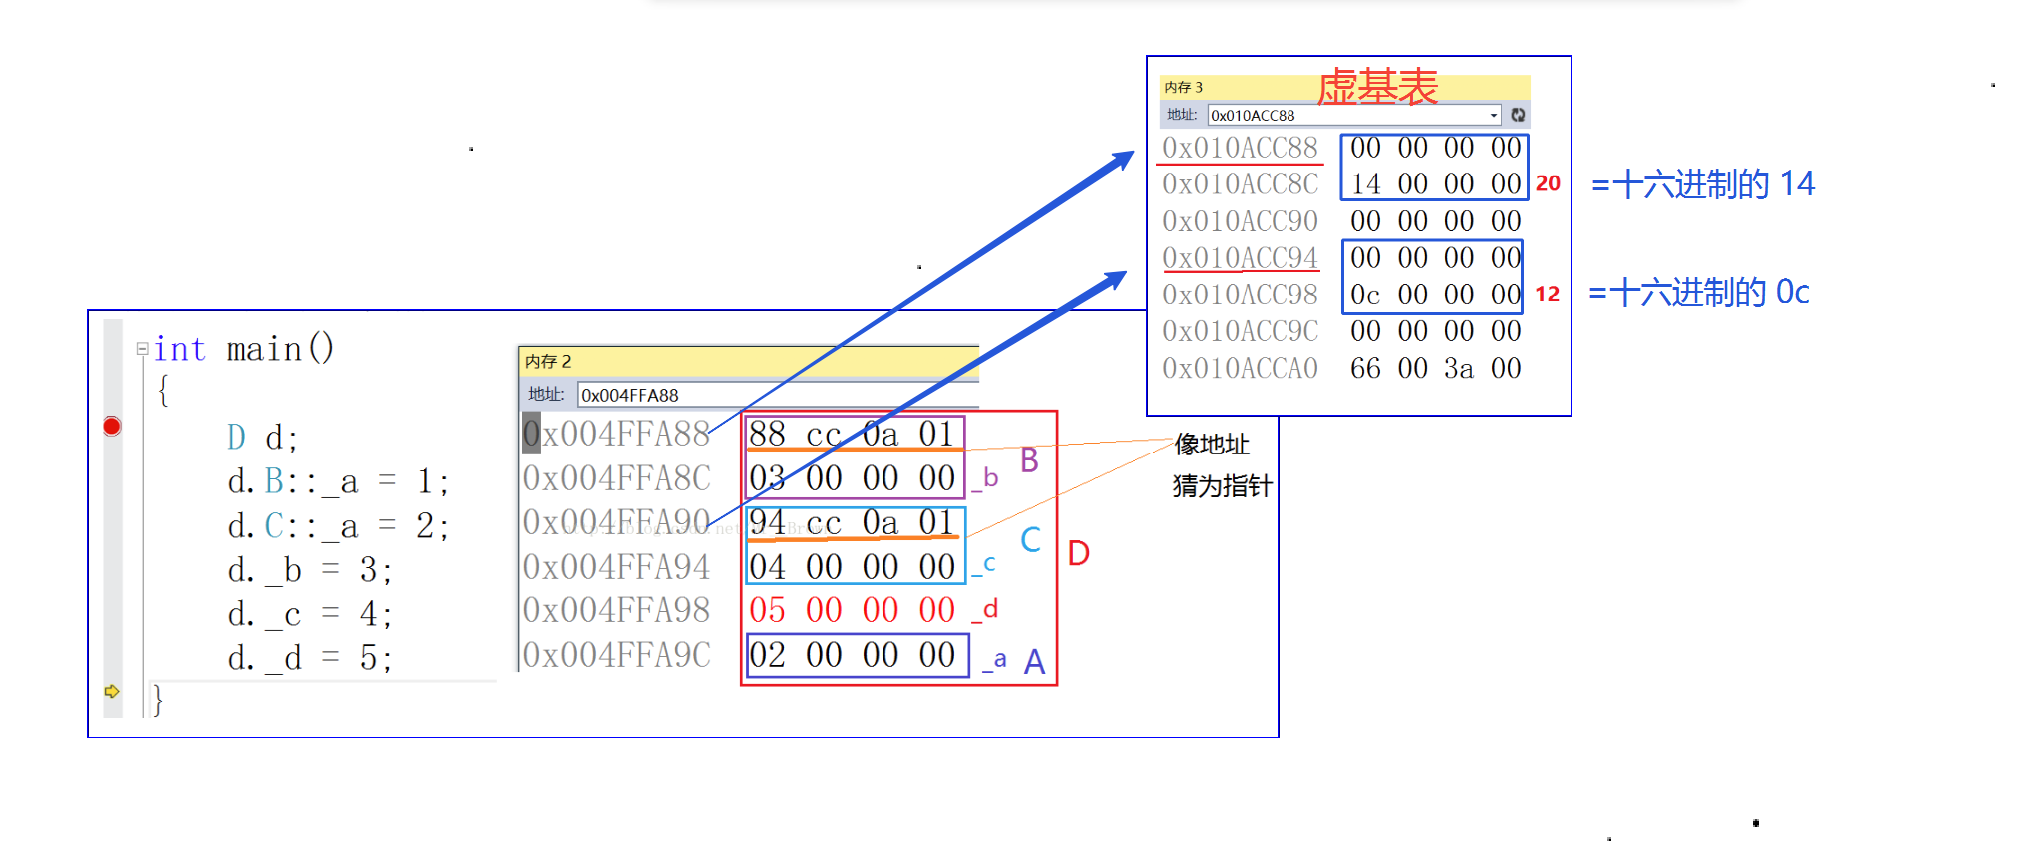 内存 3
虚基表
地址: 0x010ACC88
0x010ACC88 00 00 00 00
0x010ACC8C 14 00 00 00 20 =十六进制的 14
0x010ACC90 00 00 00 00
0x010ACC94 00 00 00 00
0x010ACC98 0c 00 00 00 12 =十六进制的 0c
0x010ACC9C 00 00 00 00
0x010ACCA0 66 00 3a 00
int main()
{
D d;
d.B::_a = 1;
d.C::_a = 2;
d._b = 3;
d._c = 4;
d._d = 5;
}
内存 2
地址: 0x004FFA88
0x004FFA88 88 cc 0a 01
0x004FFA8C 03 00 00 00 _b B
0x004FFA90 94 cc 0a 01
0x004FFA94 04 00 00 00 _c C
0x004FFA98 05 00 00 00 _d
0x004FFA9C 02 00 00 00 _a A
D
像地址
猜为指针